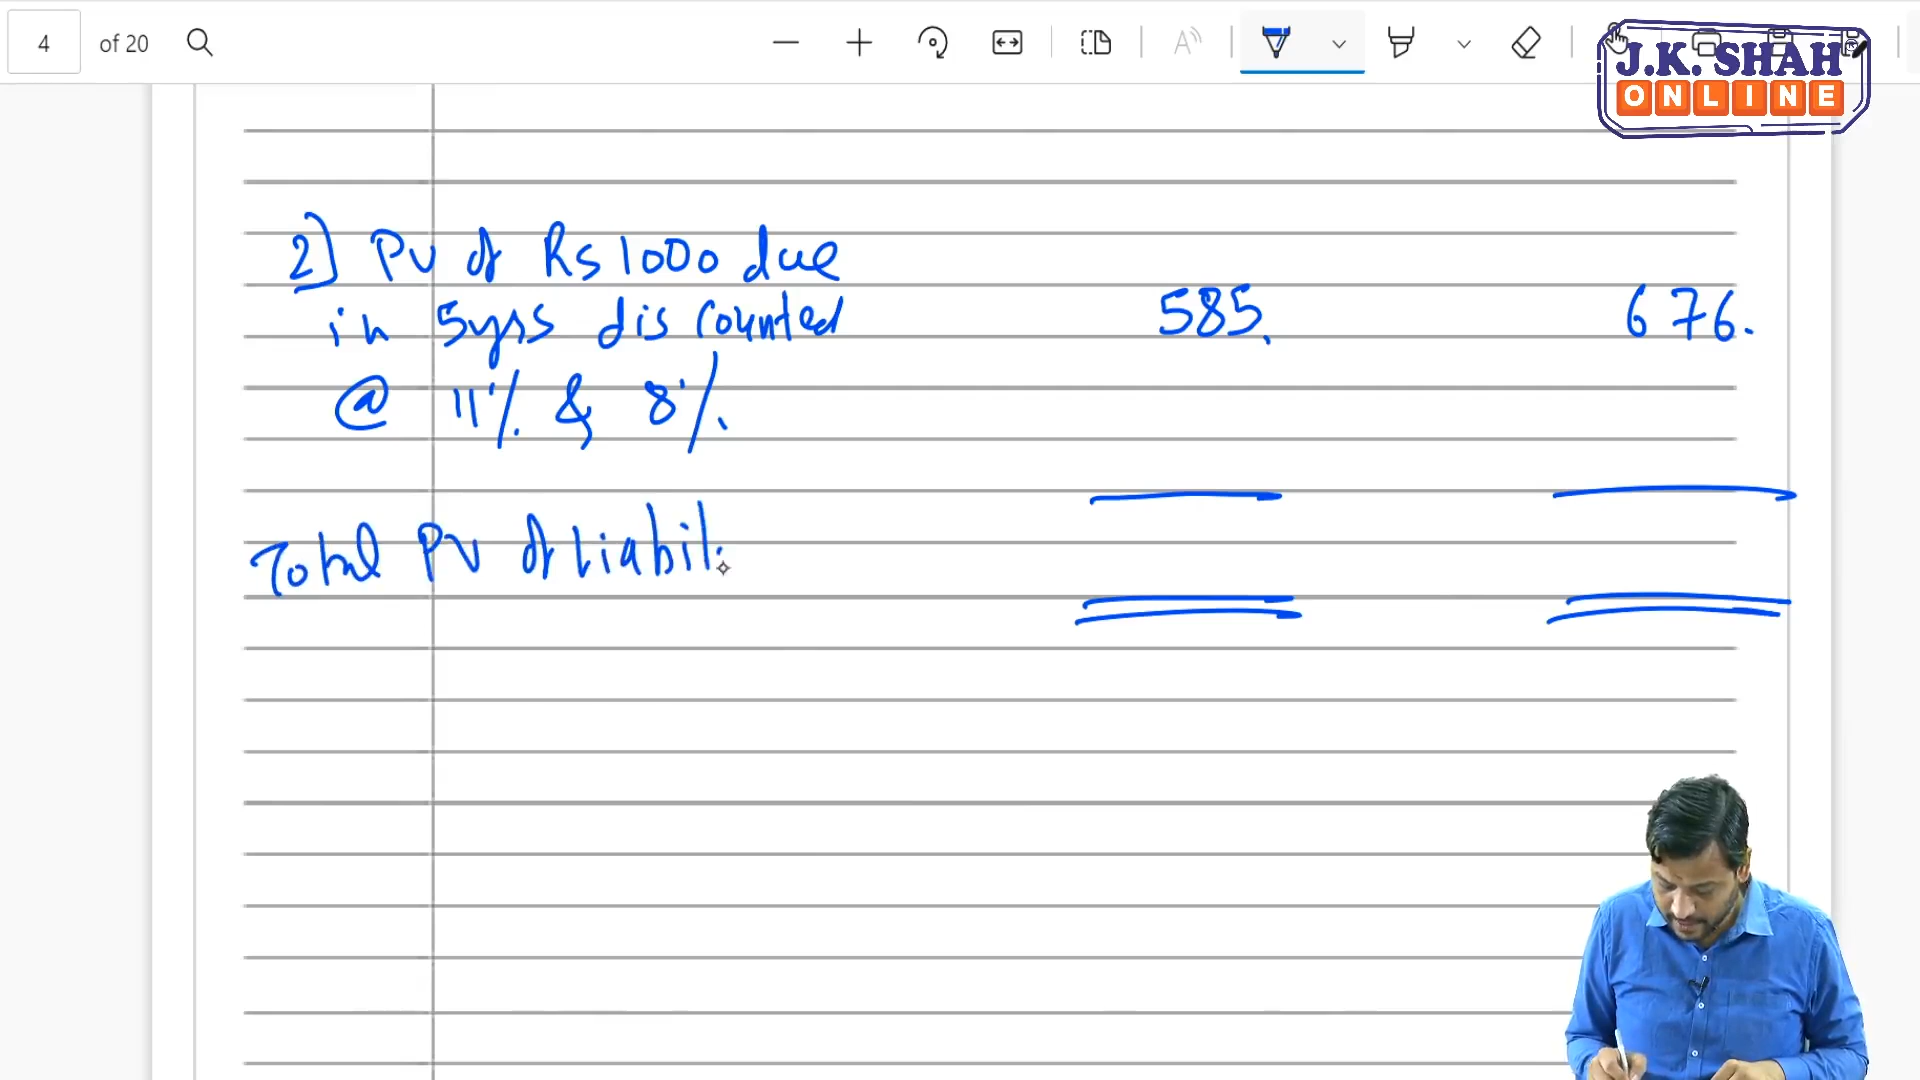 4 of 20
J.K. SHAH
ONLINE
2] PV of Rs 1000 due
in 5yrs discounted
@ 11% & 8%.
585.
676.
Total PV of Liabili